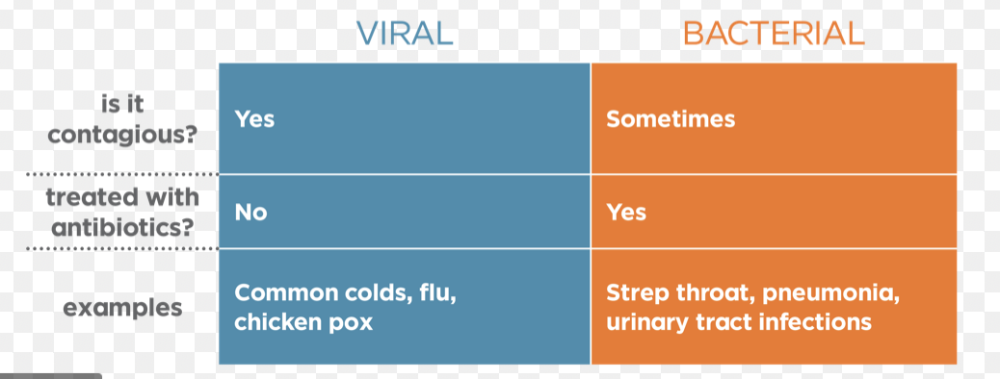 VIRAL BACTERIAL
is it
contagious?
Yes
Sometimes
treated with
antibiotics?
No
Yes
examples
Common colds, flu,
chicken pox
Strep throat, pneumonia,
urinary tract infections